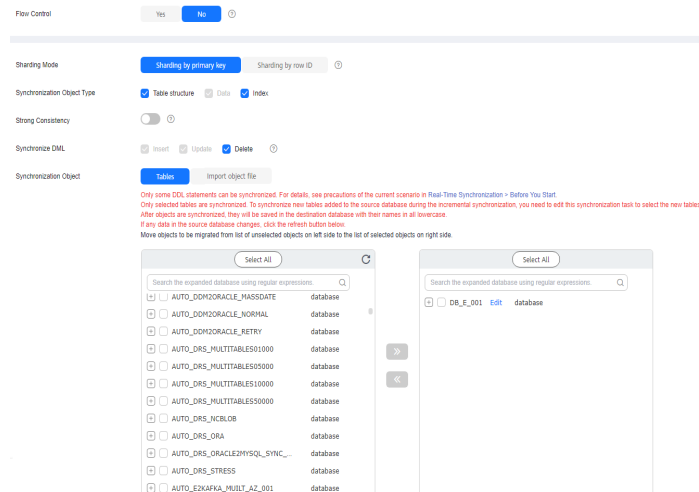 Flow Control Yes No
Sharding Mode Sharding by primary key Sharding by row ID
Synchronization Object Type Table structure Data Index
Strong Consistency
Synchronize DML Insert Update Delete
Synchronization Object Tables Import object file
Only some DDL statements can be synchronized. For details, see precautions of the current scenario in Real-Time Synchronization > Before You Start.
Only selected tables are synchronized. To synchronize new tables added to the source database during the incremental synchronization, you need to edit this synchronization task to select the new tables
After objects are synchronized, they will be saved in the destination database with their names in all lowercase.
If any data in the source database changes, click the refresh button below.
Move objects to be migrated from list of unselected objects on left side to the list of selected objects on right side.
Select All
Search the expanded database using regular expressions.
AUTO_DDM2ORACLE_MASSDATE database
AUTO_DDM2ORACLE_NORMAL database
AUTO_DDM2ORACLE_RETRY database
AUTO_DRS_MULTITABLES01000 database
AUTO_DRS_MULTITABLES05000 database
AUTO_DRS_MULTITABLES10000 database
AUTO_DRS_MULTITABLES50000 database
AUTO_DRS_NCBLOB database
AUTO_DRS_ORA database
AUTO_DRS_ORACLE2MYSQL_SYNC_... database
AUTO_DRS_STRESS database
AUTO_E2KAFKA_MUILT_AZ_001 database
Select All
Search the expanded database using regular expressions.
DB_E_001 Edit database